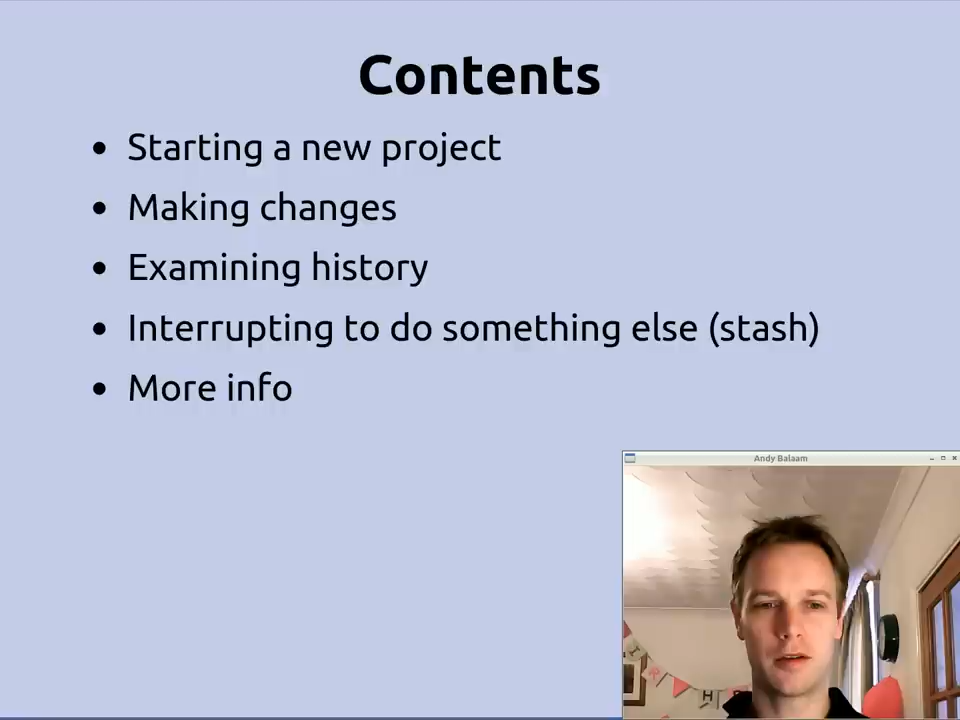 Contents
• Starting a new project
• Making changes
• Examining history
• Interrupting to do something else (stash)
• More info
Andy Balaam